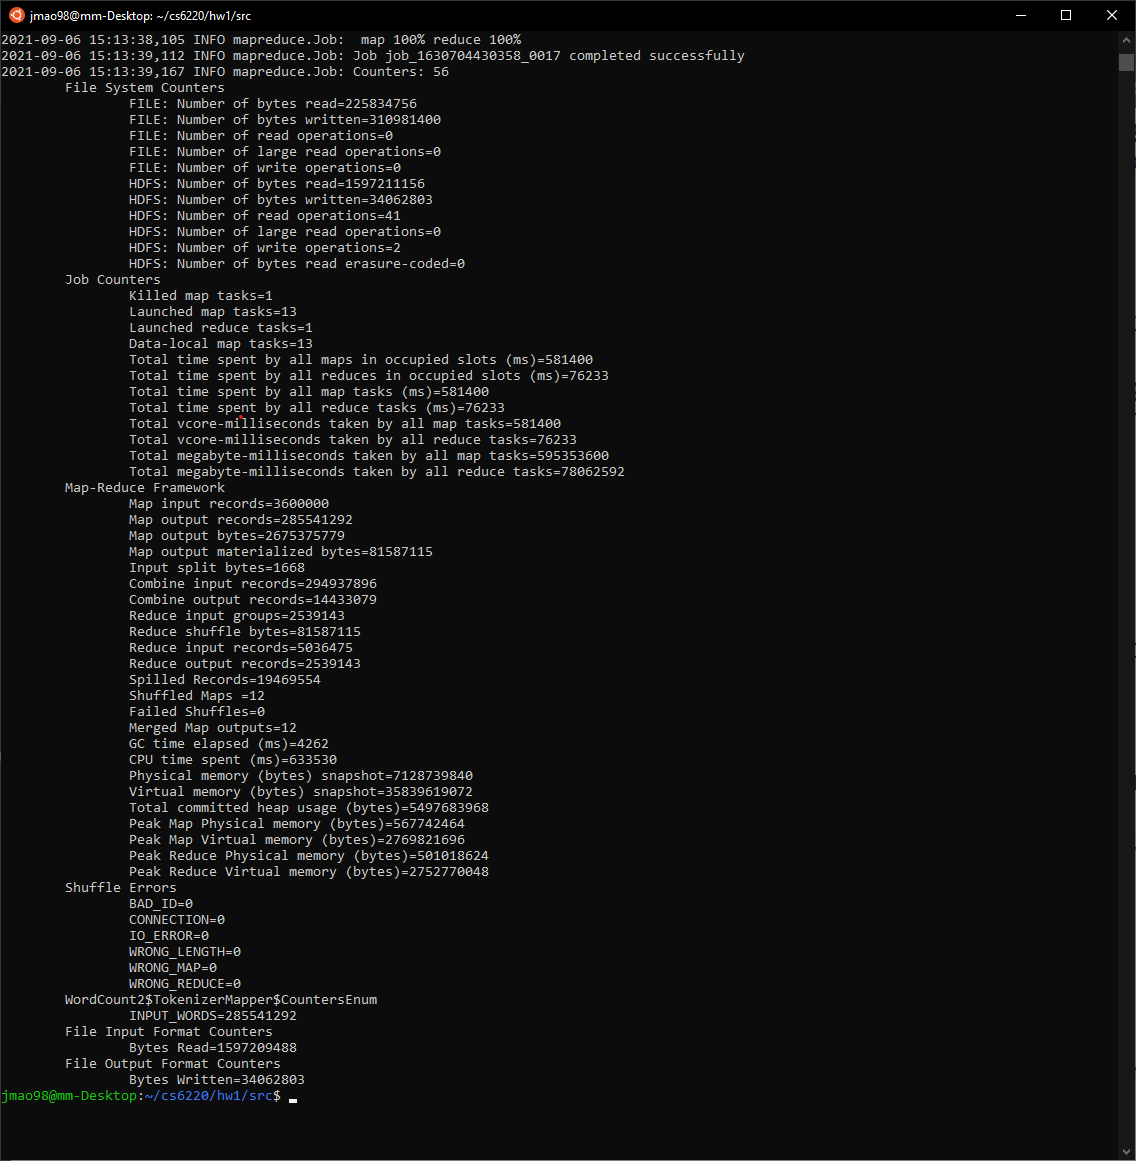 jmao98@mm-Desktop: ~/cs6220/hw1/src
2021-09-06 15:13:38,105 INFO mapreduce.Job:  map 100% reduce 100%
2021-09-06 15:13:39,112 INFO mapreduce.Job: Job job_1630704430358_0017 completed successfully
2021-09-06 15:13:39,167 INFO mapreduce.Job: Counters: 56
File System Counters
FILE: Number of bytes read=225834756
FILE: Number of bytes written=310981400
FILE: Number of read operations=0
FILE: Number of large read operations=0
FILE: Number of write operations=0
HDFS: Number of bytes read=1597211156
HDFS: Number of bytes written=34062803
HDFS: Number of read operations=41
HDFS: Number of large read operations=0
HDFS: Number of write operations=2
HDFS: Number of bytes read erasure-coded=0
Job Counters
Killed map tasks=1
Launched map tasks=13
Launched reduce tasks=1
Data-local map tasks=13
Total time spent by all maps in occupied slots (ms)=581400
Total time spent by all reduces in occupied slots (ms)=76233
Total time spent by all map tasks (ms)=581400
Total time spent by all reduce tasks (ms)=76233
Total vcore-milliseconds taken by all map tasks=581400
Total vcore-milliseconds taken by all reduce tasks=76233
Total megabyte-milliseconds taken by all map tasks=595353600
Total megabyte-milliseconds taken by all reduce tasks=78062592
Map-Reduce Framework
Map input records=3600000
Map output records=285541292
Map output bytes=2675375779
Map output materialized bytes=81587115
Input split bytes=1668
Combine input records=294937896
Combine output records=14433079
Reduce input groups=2539143
Reduce shuffle bytes=81587115
Reduce input records=5036475
Reduce output records=2539143
Spilled Records=19469554
Shuffled Maps =12
Failed Shuffles=0
Merged Map outputs=12
GC time elapsed (ms)=4262
CPU time spent (ms)=633530
Physical memory (bytes) snapshot=7128739840
Virtual memory (bytes) snapshot=35839619072
Total committed heap usage (bytes)=5497683968
Peak Map Physical memory (bytes)=567742464
Peak Map Virtual memory (bytes)=2769821696
Peak Reduce Physical memory (bytes)=501018624
Peak Reduce Virtual memory (bytes)=2752770048
Shuffle Errors
BAD_ID=0
CONNECTION=0
IO_ERROR=0
WRONG_LENGTH=0
WRONG_MAP=0
WRONG_REDUCE=0
WordCount2$TokenizerMapper$CountersEnum
INPUT_WORDS=285541292
File Input Format Counters
Bytes Read=1597209488
File Output Format Counters
Bytes Written=34062803
jmao98@mm-Desktop:~/cs6220/hw1/src$